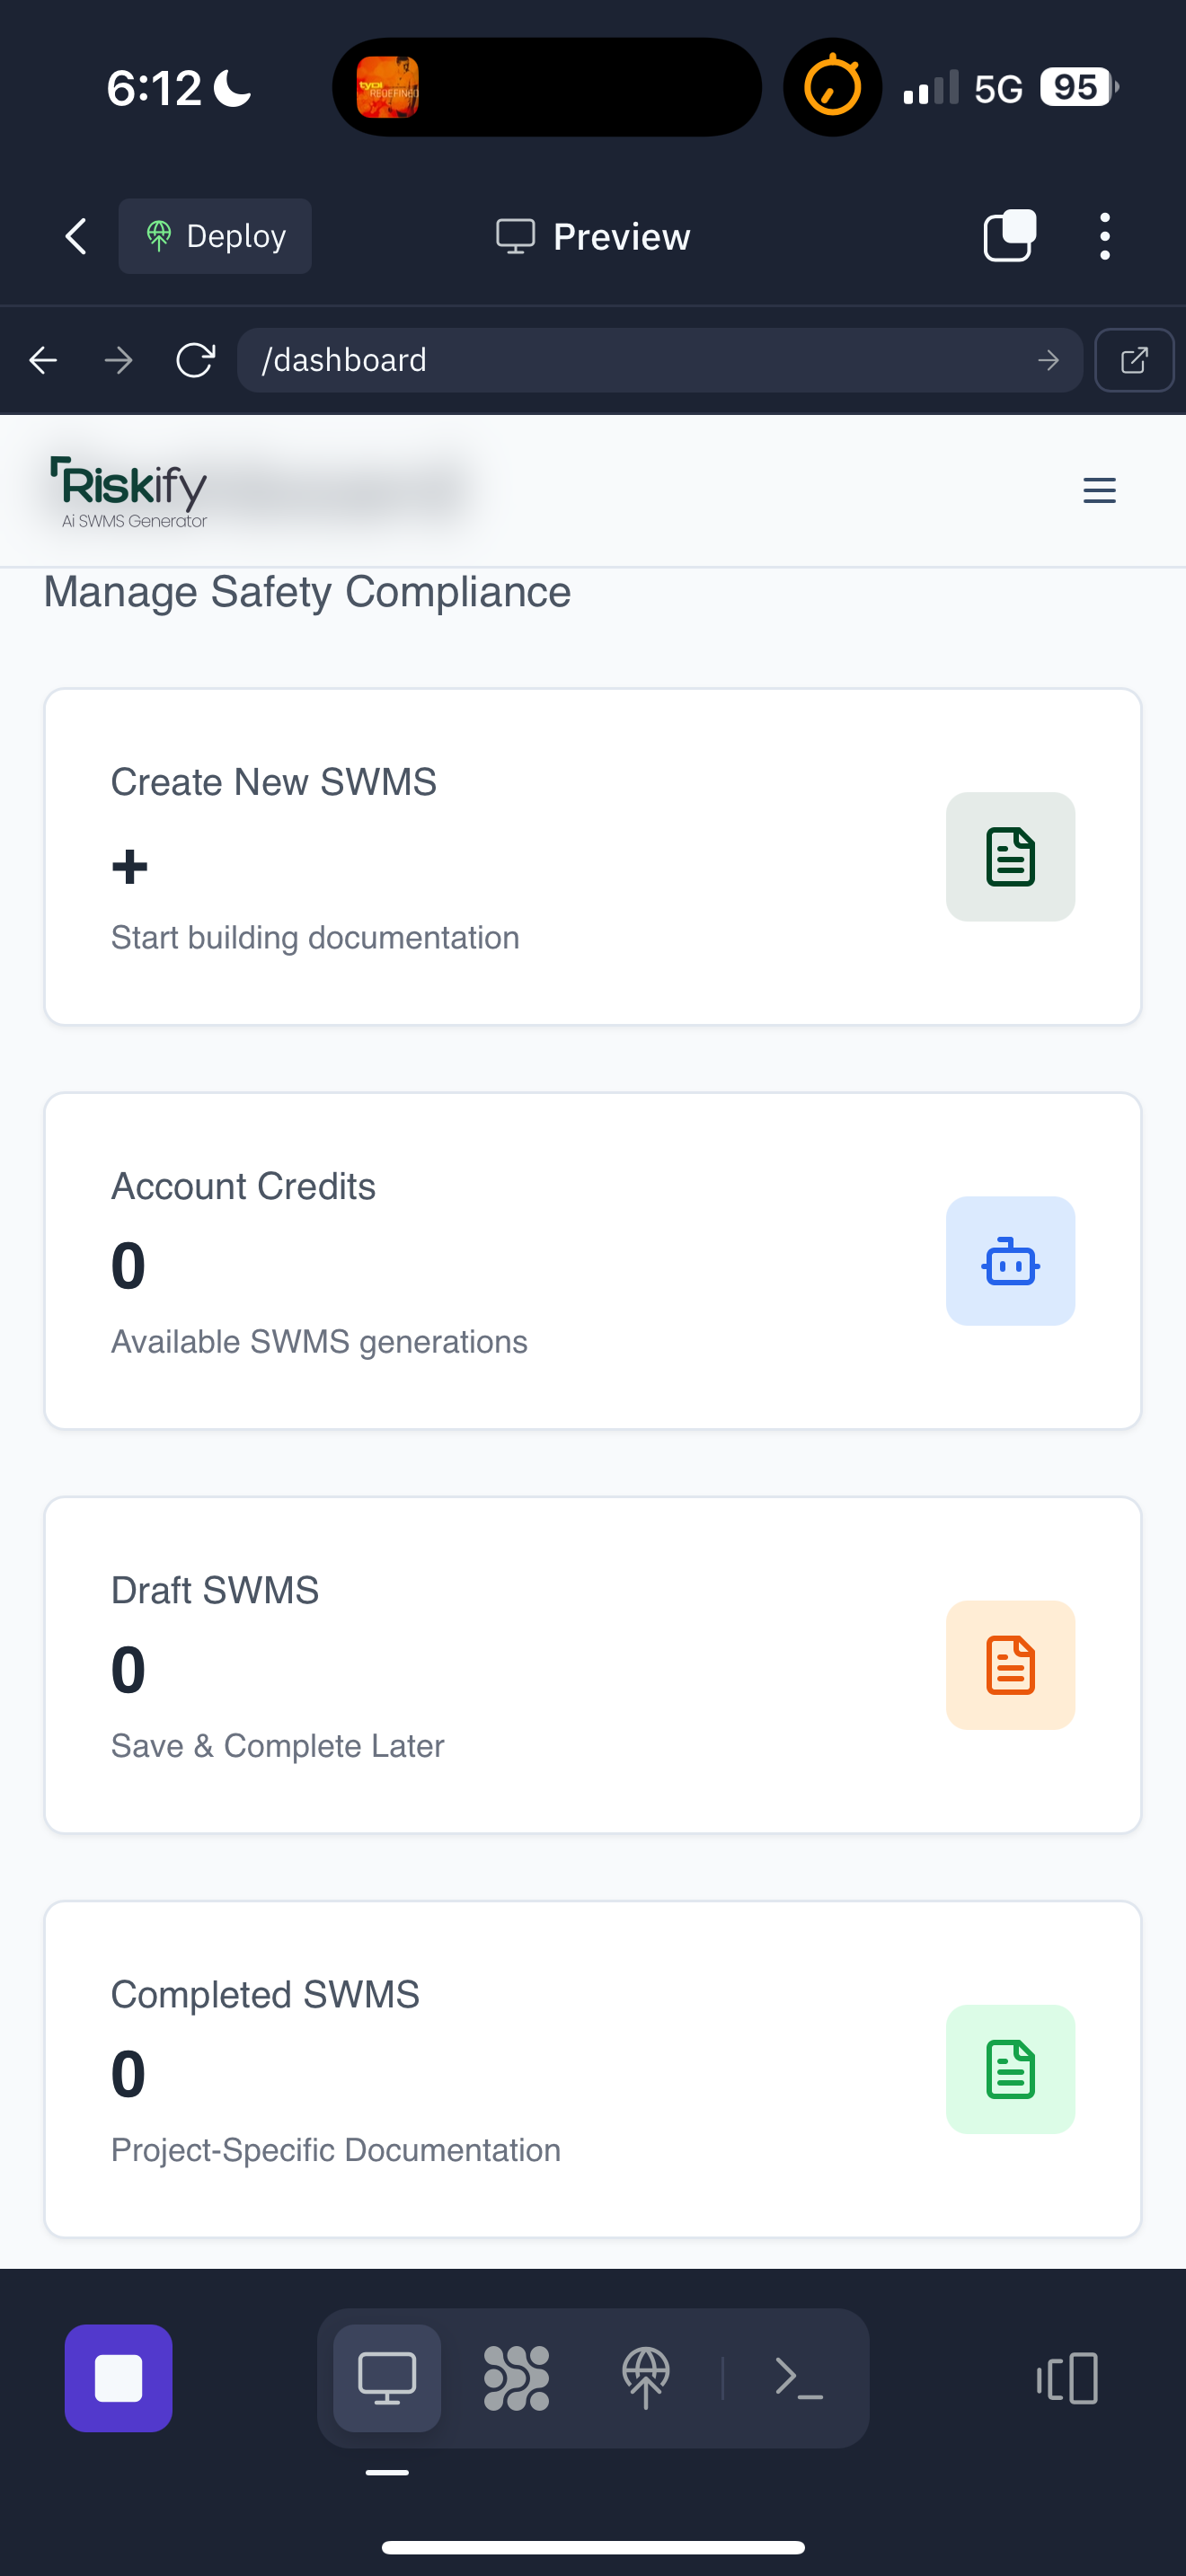 6:12
tyDi
REDEFINED
5G
95
Deploy
Preview
/dashboard
Riskify
Ai SWMS Generator
Manage Safety Compliance
Create New SWMS
+
Start building documentation
Account Credits
0
Available SWMS generations
Draft SWMS
0
Save & Complete Later
Completed SWMS
0
Project-Specific Documentation